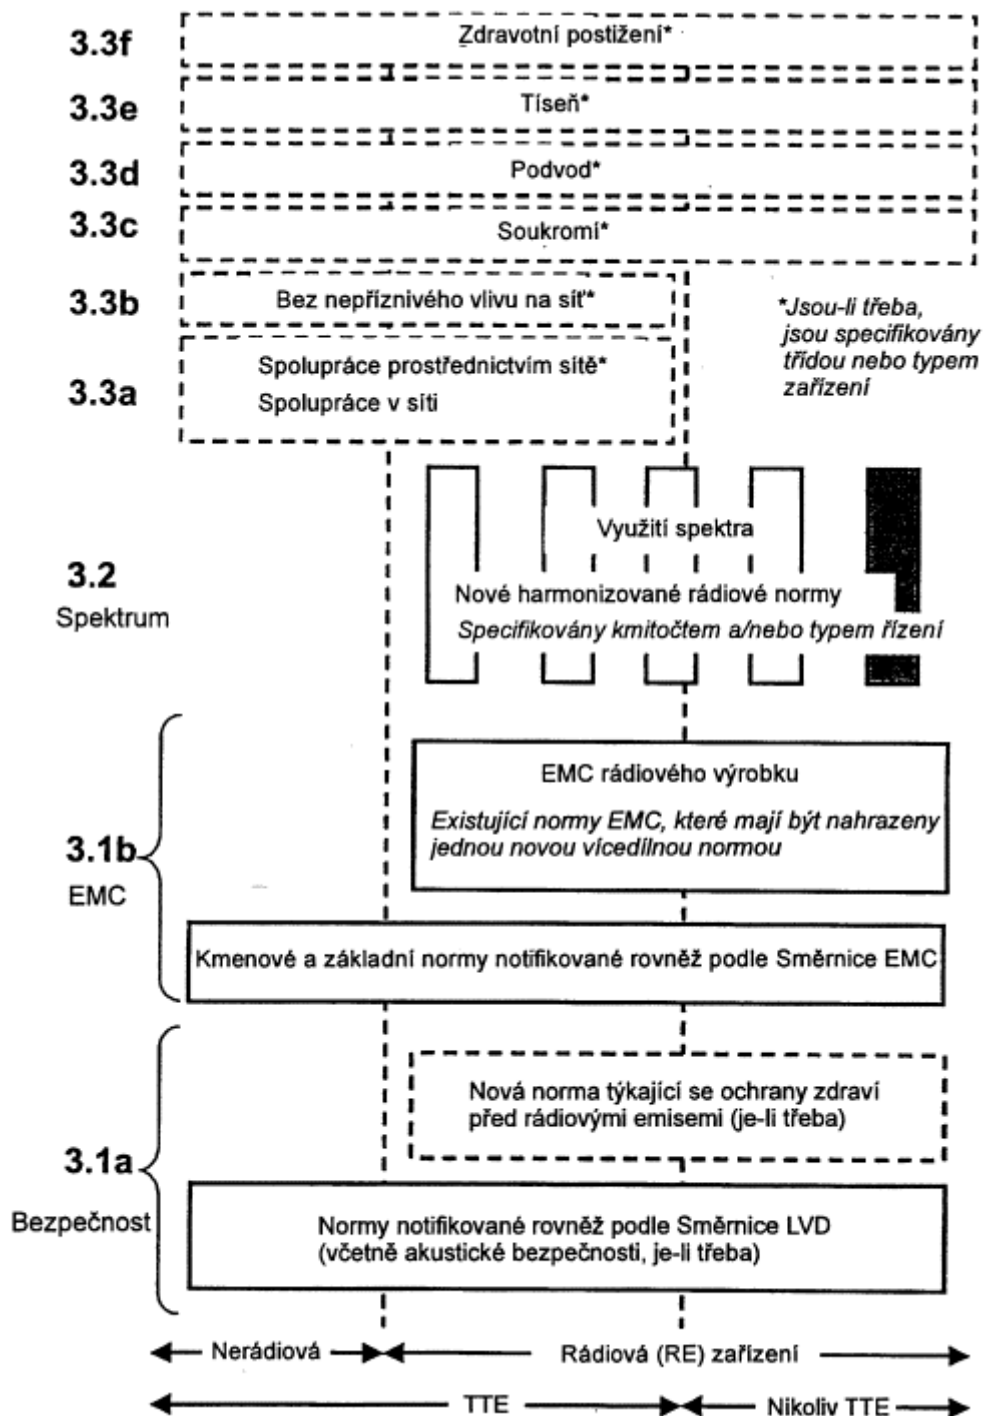 3.3f
Zdravotní postižení*
3.3e
Tíseň*
3.3d
Podvod*
3.3c
Soukromí*
3.3b
Bez nepříznivého vlivu na síť*
*Jsou-li třeba,
jsou specifikovány
třídou nebo typem
zařízení
3.3a
Spolupráce prostřednictvím sítě*
Spolupráce v síti
3.2
Spektrum
Využití spektra
Nové harmonizované rádiové normy
Specifikovány kmitočtem a/nebo typem řízení
3.1b
EMC
EMC rádiového výrobku
Existující normy EMC, které mají být nahrazeny
jednou novou vícedílnou normou
Kmenové a základní normy notifikované rovněž podle Směrnice EMC
3.1a
Bezpečnost
Nová norma týkající se ochrany zdraví
před rádiovými emisemi (je-li třeba)
Normy notifikované rovněž podle Směrnice LVD
(včetně akustické bezpečnosti, je-li třeba)
Nerádiová
Rádiová (RE) zařízení
TTE
Nikoliv TTE